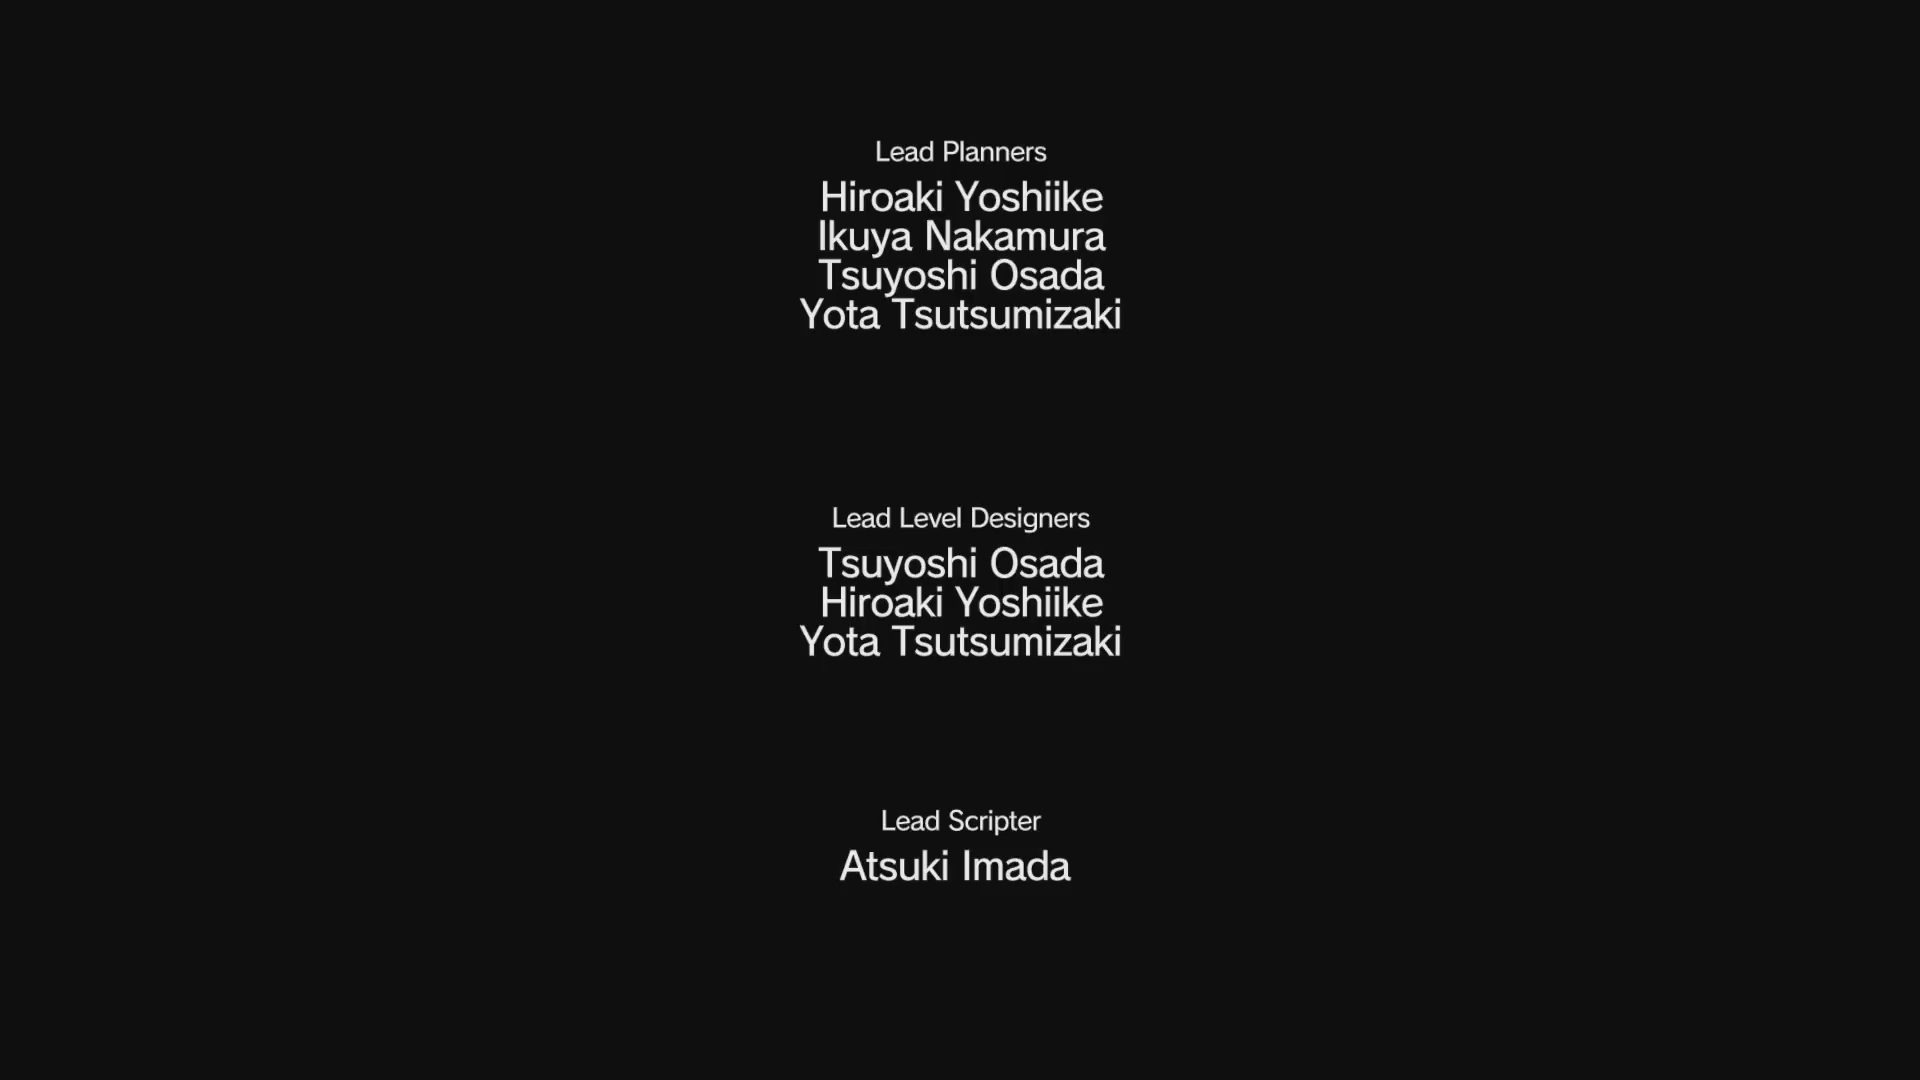 Lead Planners
Hiroaki Yoshiike
Ikuya Nakamura
Tsuyoshi Osada
Yota Tsutsumizaki
Lead Level Designers
Tsuyoshi Osada
Hiroaki Yoshiike
Yota Tsutsumizaki
Lead Scripter
Atsuki Imada